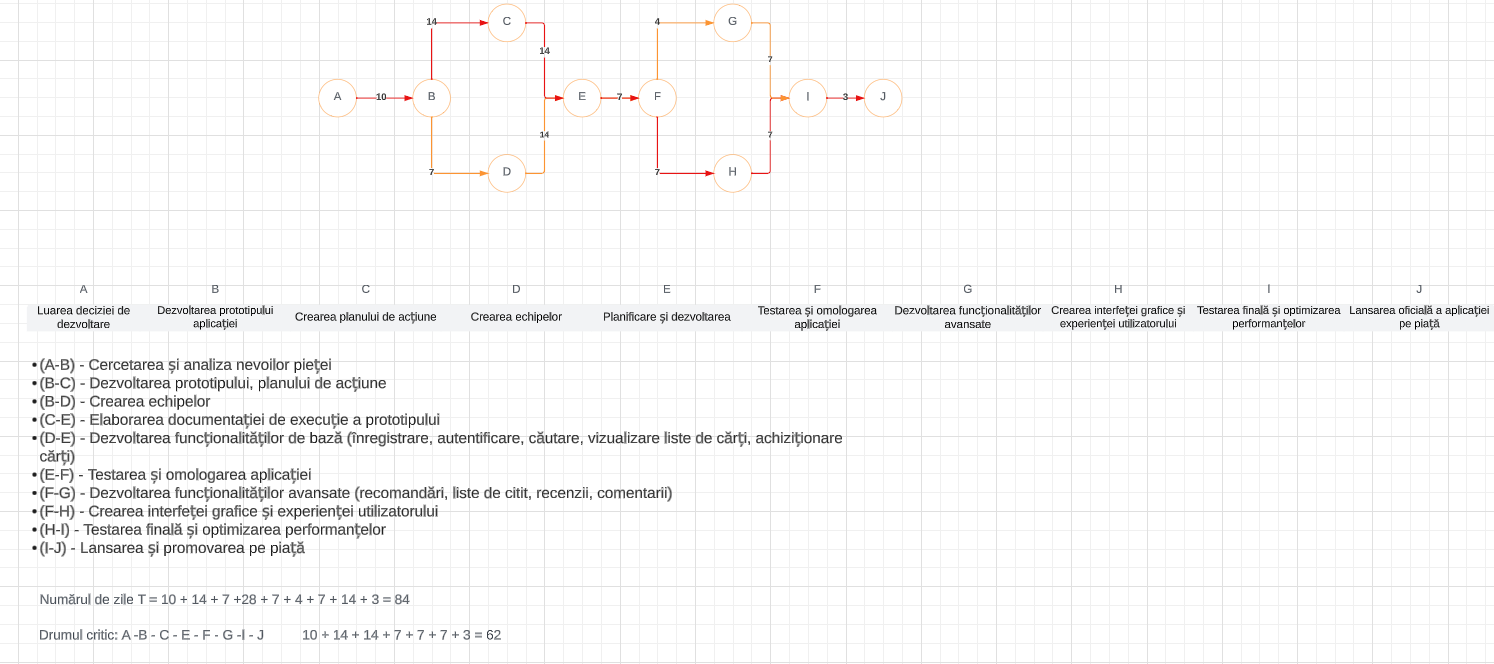 14
C
4
G
14
7
A
10
B
E
7
F
I
3
J
14
7
7
D
7
H
A B C D E F G H I J
Luarea deciziei de dezvoltare
Dezvoltarea prototipului aplicației
Crearea planului de acțiune
Crearea echipelor
Planificare și dezvoltarea
Testarea și omologarea aplicației
Dezvoltarea funcționalităților avansate
Crearea interfeței grafice și experienței utilizatorului
Testarea finală și optimizarea performanțelor
Lansarea oficială a aplicației pe piață
•(A-B) - Cercetarea și analiza nevoilor pieței
•(B-C) - Dezvoltarea prototipului, planului de acțiune
•(B-D) - Crearea echipelor
•(C-E) - Elaborarea documentației de execuție a prototipului
•(D-E) - Dezvoltarea funcționalităților de bază (înregistrare, autentificare, căutare, vizualizare liste de cărți, achiziționare
cărți)
•(E-F) - Testarea și omologarea aplicației
•(F-G) - Dezvoltarea funcționalităților avansate (recomandări, liste de citit, recenzii, comentarii)
•(F-H) - Crearea interfeței grafice și experienței utilizatorului
•(H-I) - Testarea finală și optimizarea performanțelor
•(I-J) - Lansarea și promovarea pe piață
Numărul de zile T = 10 + 14 + 7 +28 + 7 + 4 + 7 + 14 + 3 = 84
Drumul critic: A -B - C - E - F - G -I - J 10 + 14 + 14 + 7 + 7 + 7 + 3 = 62